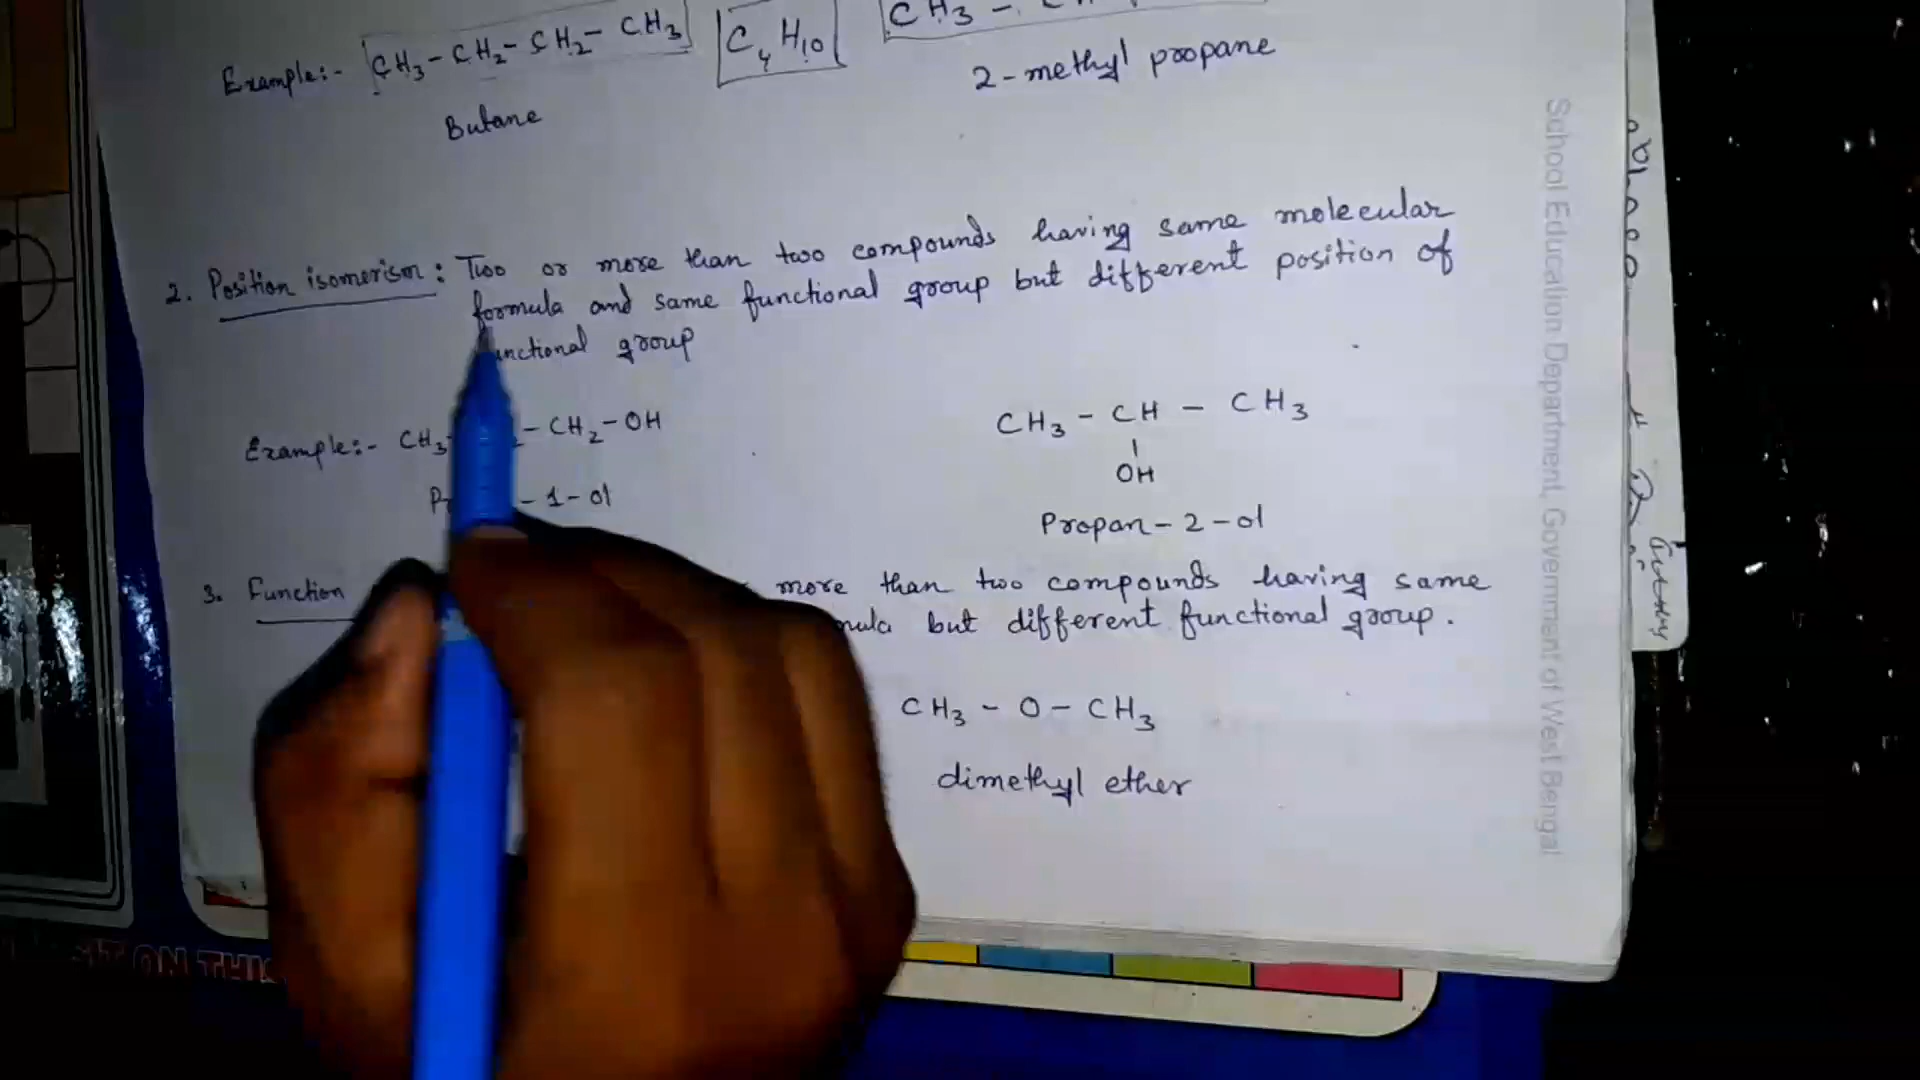 CH3 -
Example:- CH3 - CH2 - CH2 - CH3 C4H10
2-methyl propane
Butane
2. Position isomerism : Two or more than two compounds having same molecular
formula and same functional group but different position of
functional group
Example:- CH3 - CH2 - OH
CH3 - CH - CH3
OH
- 1 - ol
Propan - 2 - ol
3. Function more than two compounds having same
but different functional group.
CH3 - O - CH3
dimethyl ether
School Education Department, Government of West Bengal
ON THIS